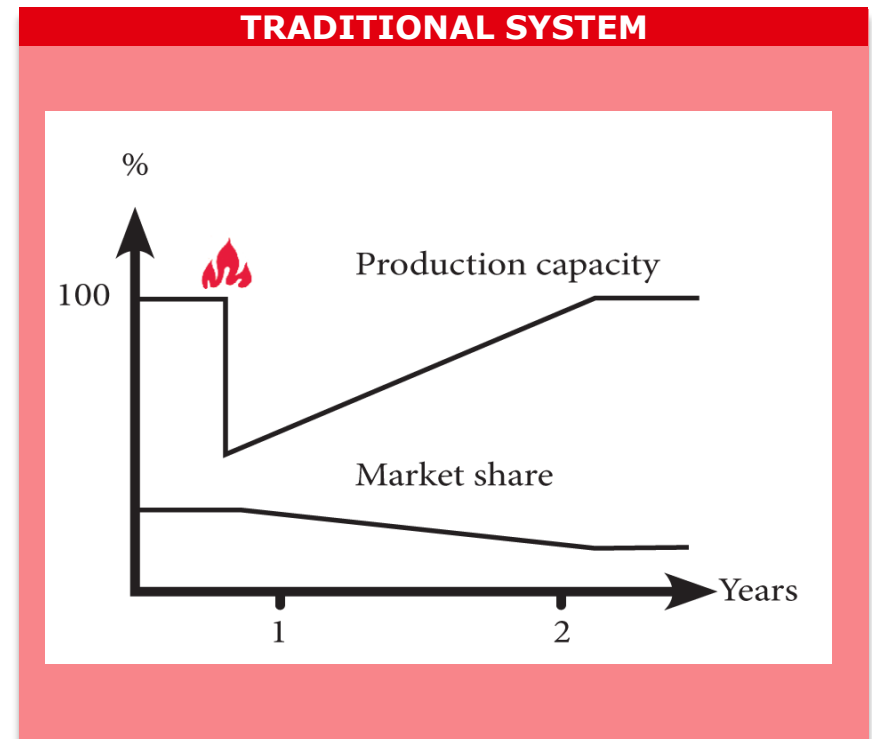 TRADITIONAL SYSTEM
%
Production capacity
100
Market share
Years
1
2